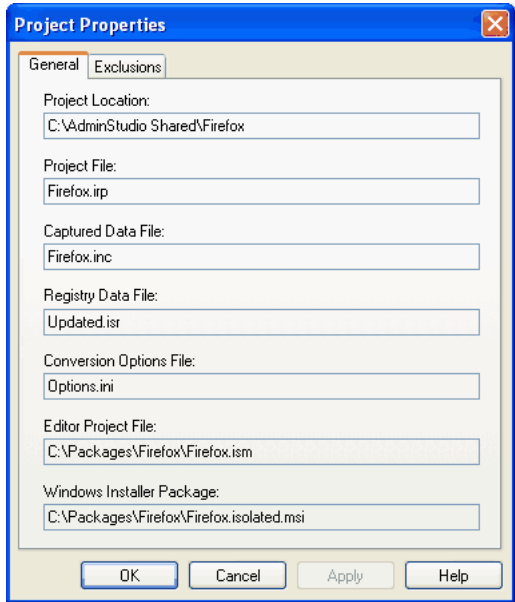 Project Properties
General Exclusions
Project Location:
C:\AdminStudio Shared\Firefox
Project File:
Firefox.irp
Captured Data File:
Firefox.inc
Registry Data File:
Updated.isr
Conversion Options File:
Options.ini
Editor Project File:
C:\Packages\Firefox\Firefox.ism
Windows Installer Package:
C:\Packages\Firefox\Firefox.isolated.msi
OK Cancel Apply Help